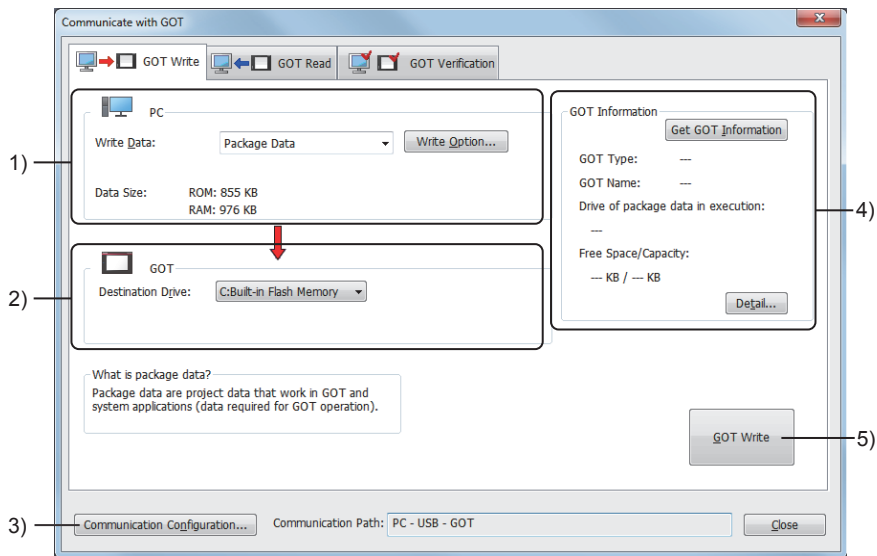 Communicate with GOT
x
GOT Write
GOT Read
GOT Verification
1)
PC
Write Data:
Package Data
Write Option...
Data Size:
ROM: 855 KB
RAM: 976 KB
2)
GOT
Destination Drive:
C:Built-in Flash Memory
4)
GOT Information
Get GOT Information
GOT Type:
---
GOT Name:
---
Drive of package data in execution:
---
Free Space/Capacity:
--- KB / --- KB
Detail...
What is package data?
Package data are project data that work in GOT and
system applications (data required for GOT operation).
GOT Write
5)
3)
Communication Configuration...
Communication Path:
PC - USB - GOT
Close